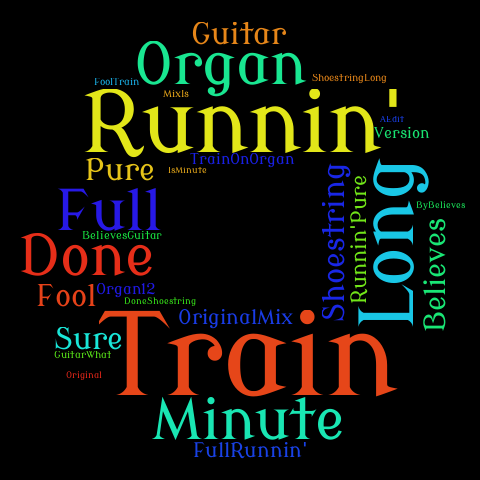 Guitar
Organ
FoolTrain
ShoestringLong
MixIs
Runnin'
AEdit
Version
TrainOnOrgan
Pure
IsMinute
Shoestring
Runnin'Pure
Long
Full
ByBelieves
Believes
BelievesGuitar
Done
Fool
Organ12
DoneShoestring
OriginalMix
Train
Sure
GuitarWhat
Original
Minute
FullRunnin'